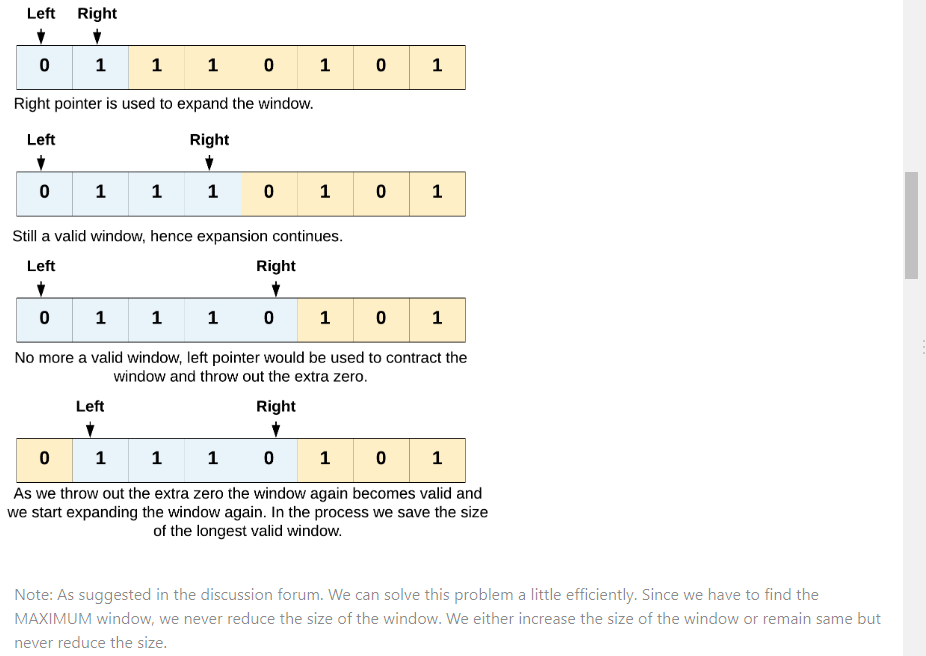 Left Right
0 1 1 1 0 1 0 1
Right pointer is used to expand the window.
Left Right
0 1 1 1 0 1 0 1
Still a valid window, hence expansion continues.
Left Right
0 1 1 1 0 1 0 1
No more a valid window, left pointer would be used to contract the
window and throw out the extra zero.
Left Right
0 1 1 1 0 1 0 1
As we throw out the extra zero the window again becomes valid and
we start expanding the window again. In the process we save the size
of the longest valid window.
Note: As suggested in the discussion forum. We can solve this problem a little efficiently. Since we have to find the
MAXIMUM window, we never reduce the size of the window. We either increase the size of the window or remain same but
never reduce the size.